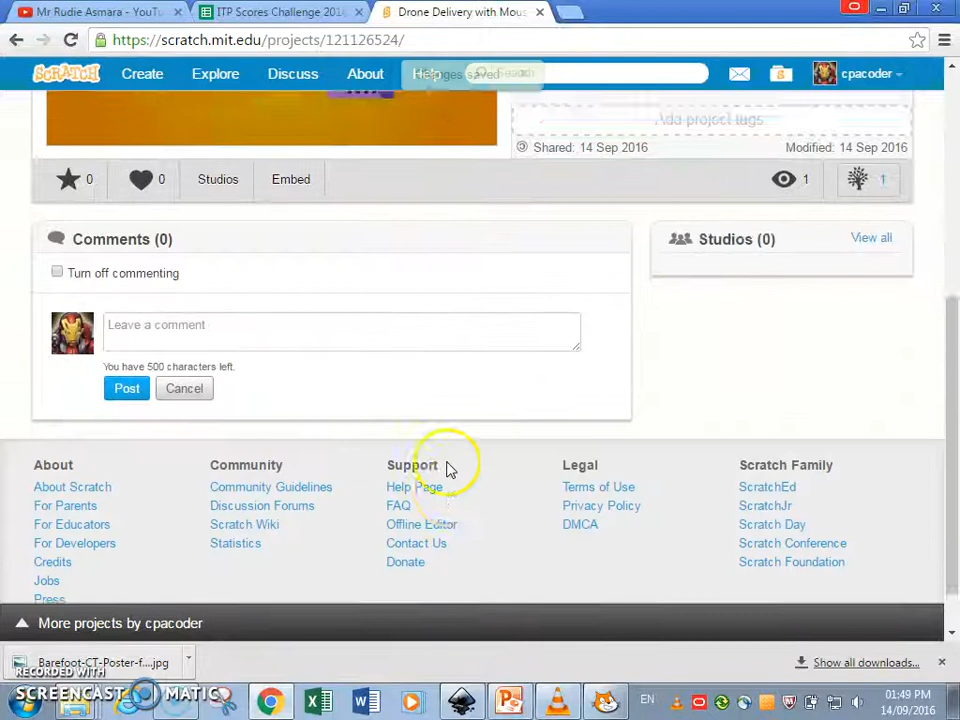 Mr Rudie Asmara - YouTu
ITP Scores Challenge 2016
Drone Delivery with Mous
https://scratch.mit.edu/projects/121126524/
SCRATCH Create Explore Discuss About Help Search cpacoder
Changes saved
Add project tags.
Shared: 14 Sep 2016 Modified: 14 Sep 2016
0 0 Studios Embed 1 1
Comments (0)
Turn off commenting
Leave a comment
You have 500 characters left.
Post Cancel
Studios (0) View all
About
About Scratch
For Parents
For Educators
For Developers
Credits
Jobs
Press
Community
Community Guidelines
Discussion Forums
Scratch Wiki
Statistics
Support
Help Page
FAQ
Offline Editor
Contact Us
Donate
Legal
Terms of Use
Privacy Policy
DMCA
Scratch Family
ScratchEd
ScratchJr
Scratch Day
Scratch Conference
Scratch Foundation
More projects by cpacoder
Barefoot-CT-Poster-f....jpg
Show all downloads...
RECORDED WITH
SCREENCAST MATIC
EN
01:49 PM
14/09/2016